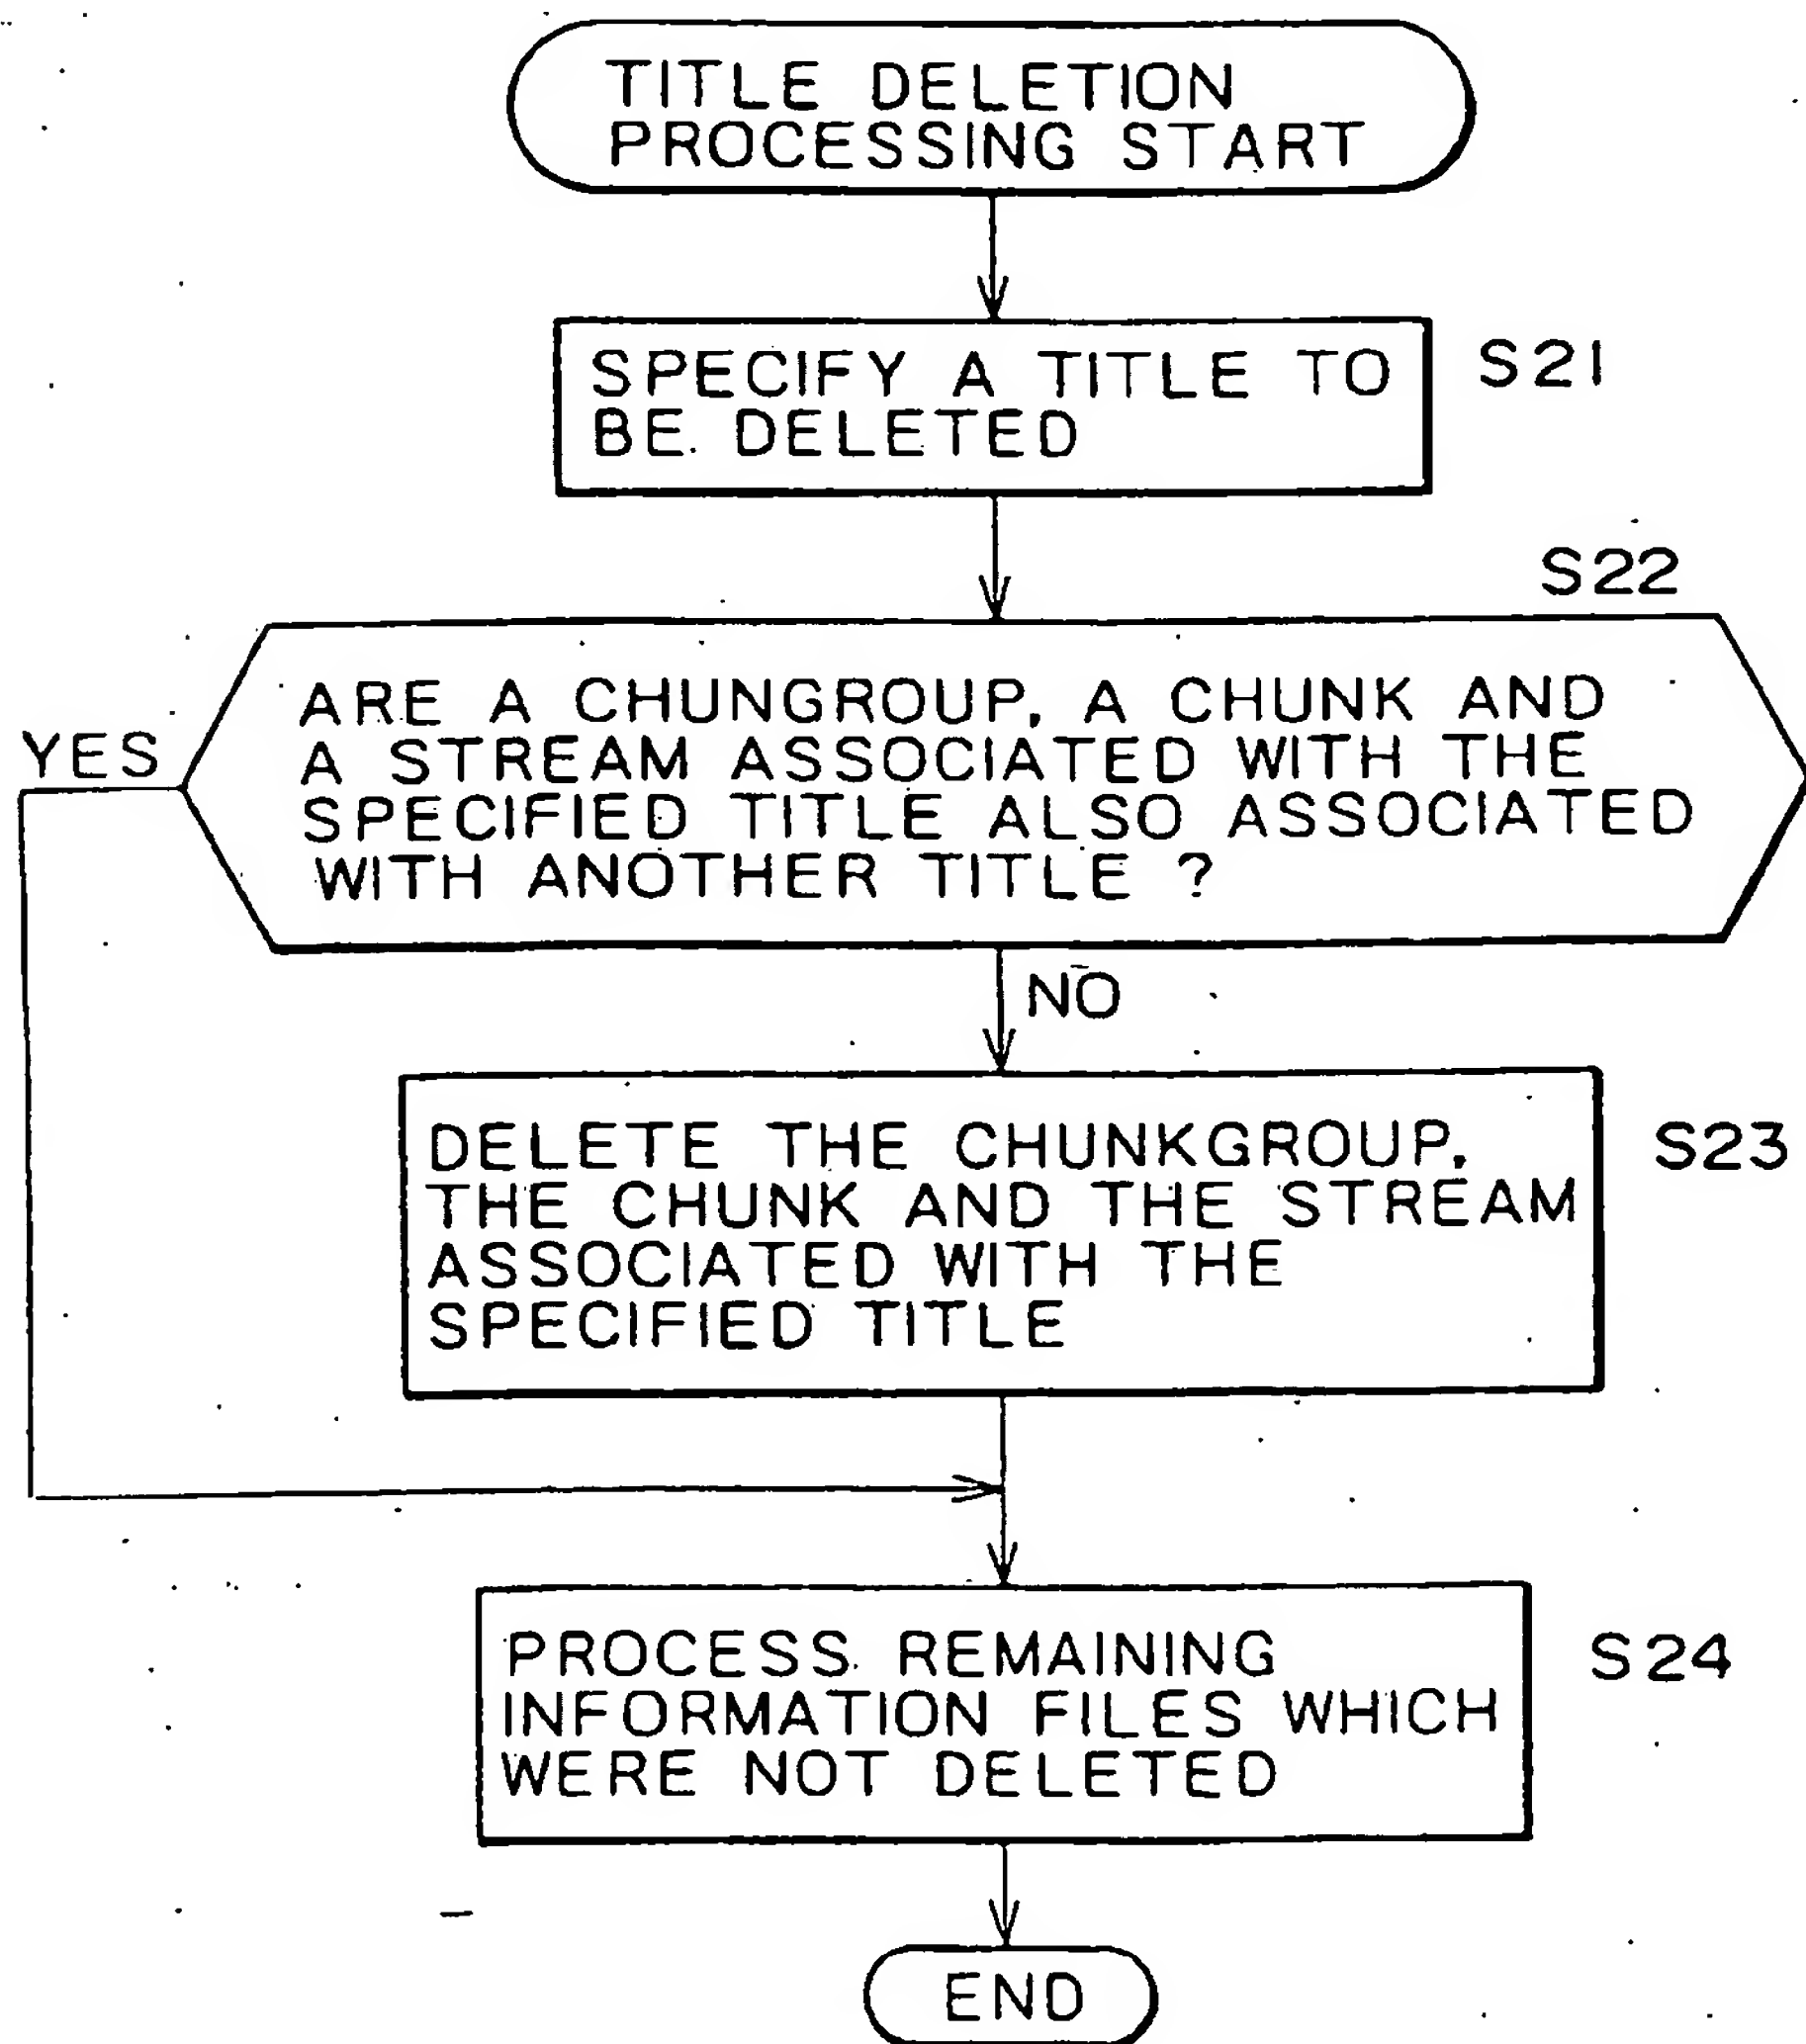 TITLE DELETION
PROCESSING START
SPECIFY A TITLE TO
BE DELETED
S21
S22
ARE A CHUNGROUP, A CHUNK AND
A STREAM ASSOCIATED WITH THE
SPECIFIED TITLE ALSO ASSOCIATED
WITH ANOTHER TITLE ?
YES
NO
DELETE THE CHUNKGROUP,
THE CHUNK AND THE STREAM
ASSOCIATED WITH THE
SPECIFIED TITLE
S23
PROCESS REMAINING
INFORMATION FILES WHICH
WERE NOT DELETED
S24
END